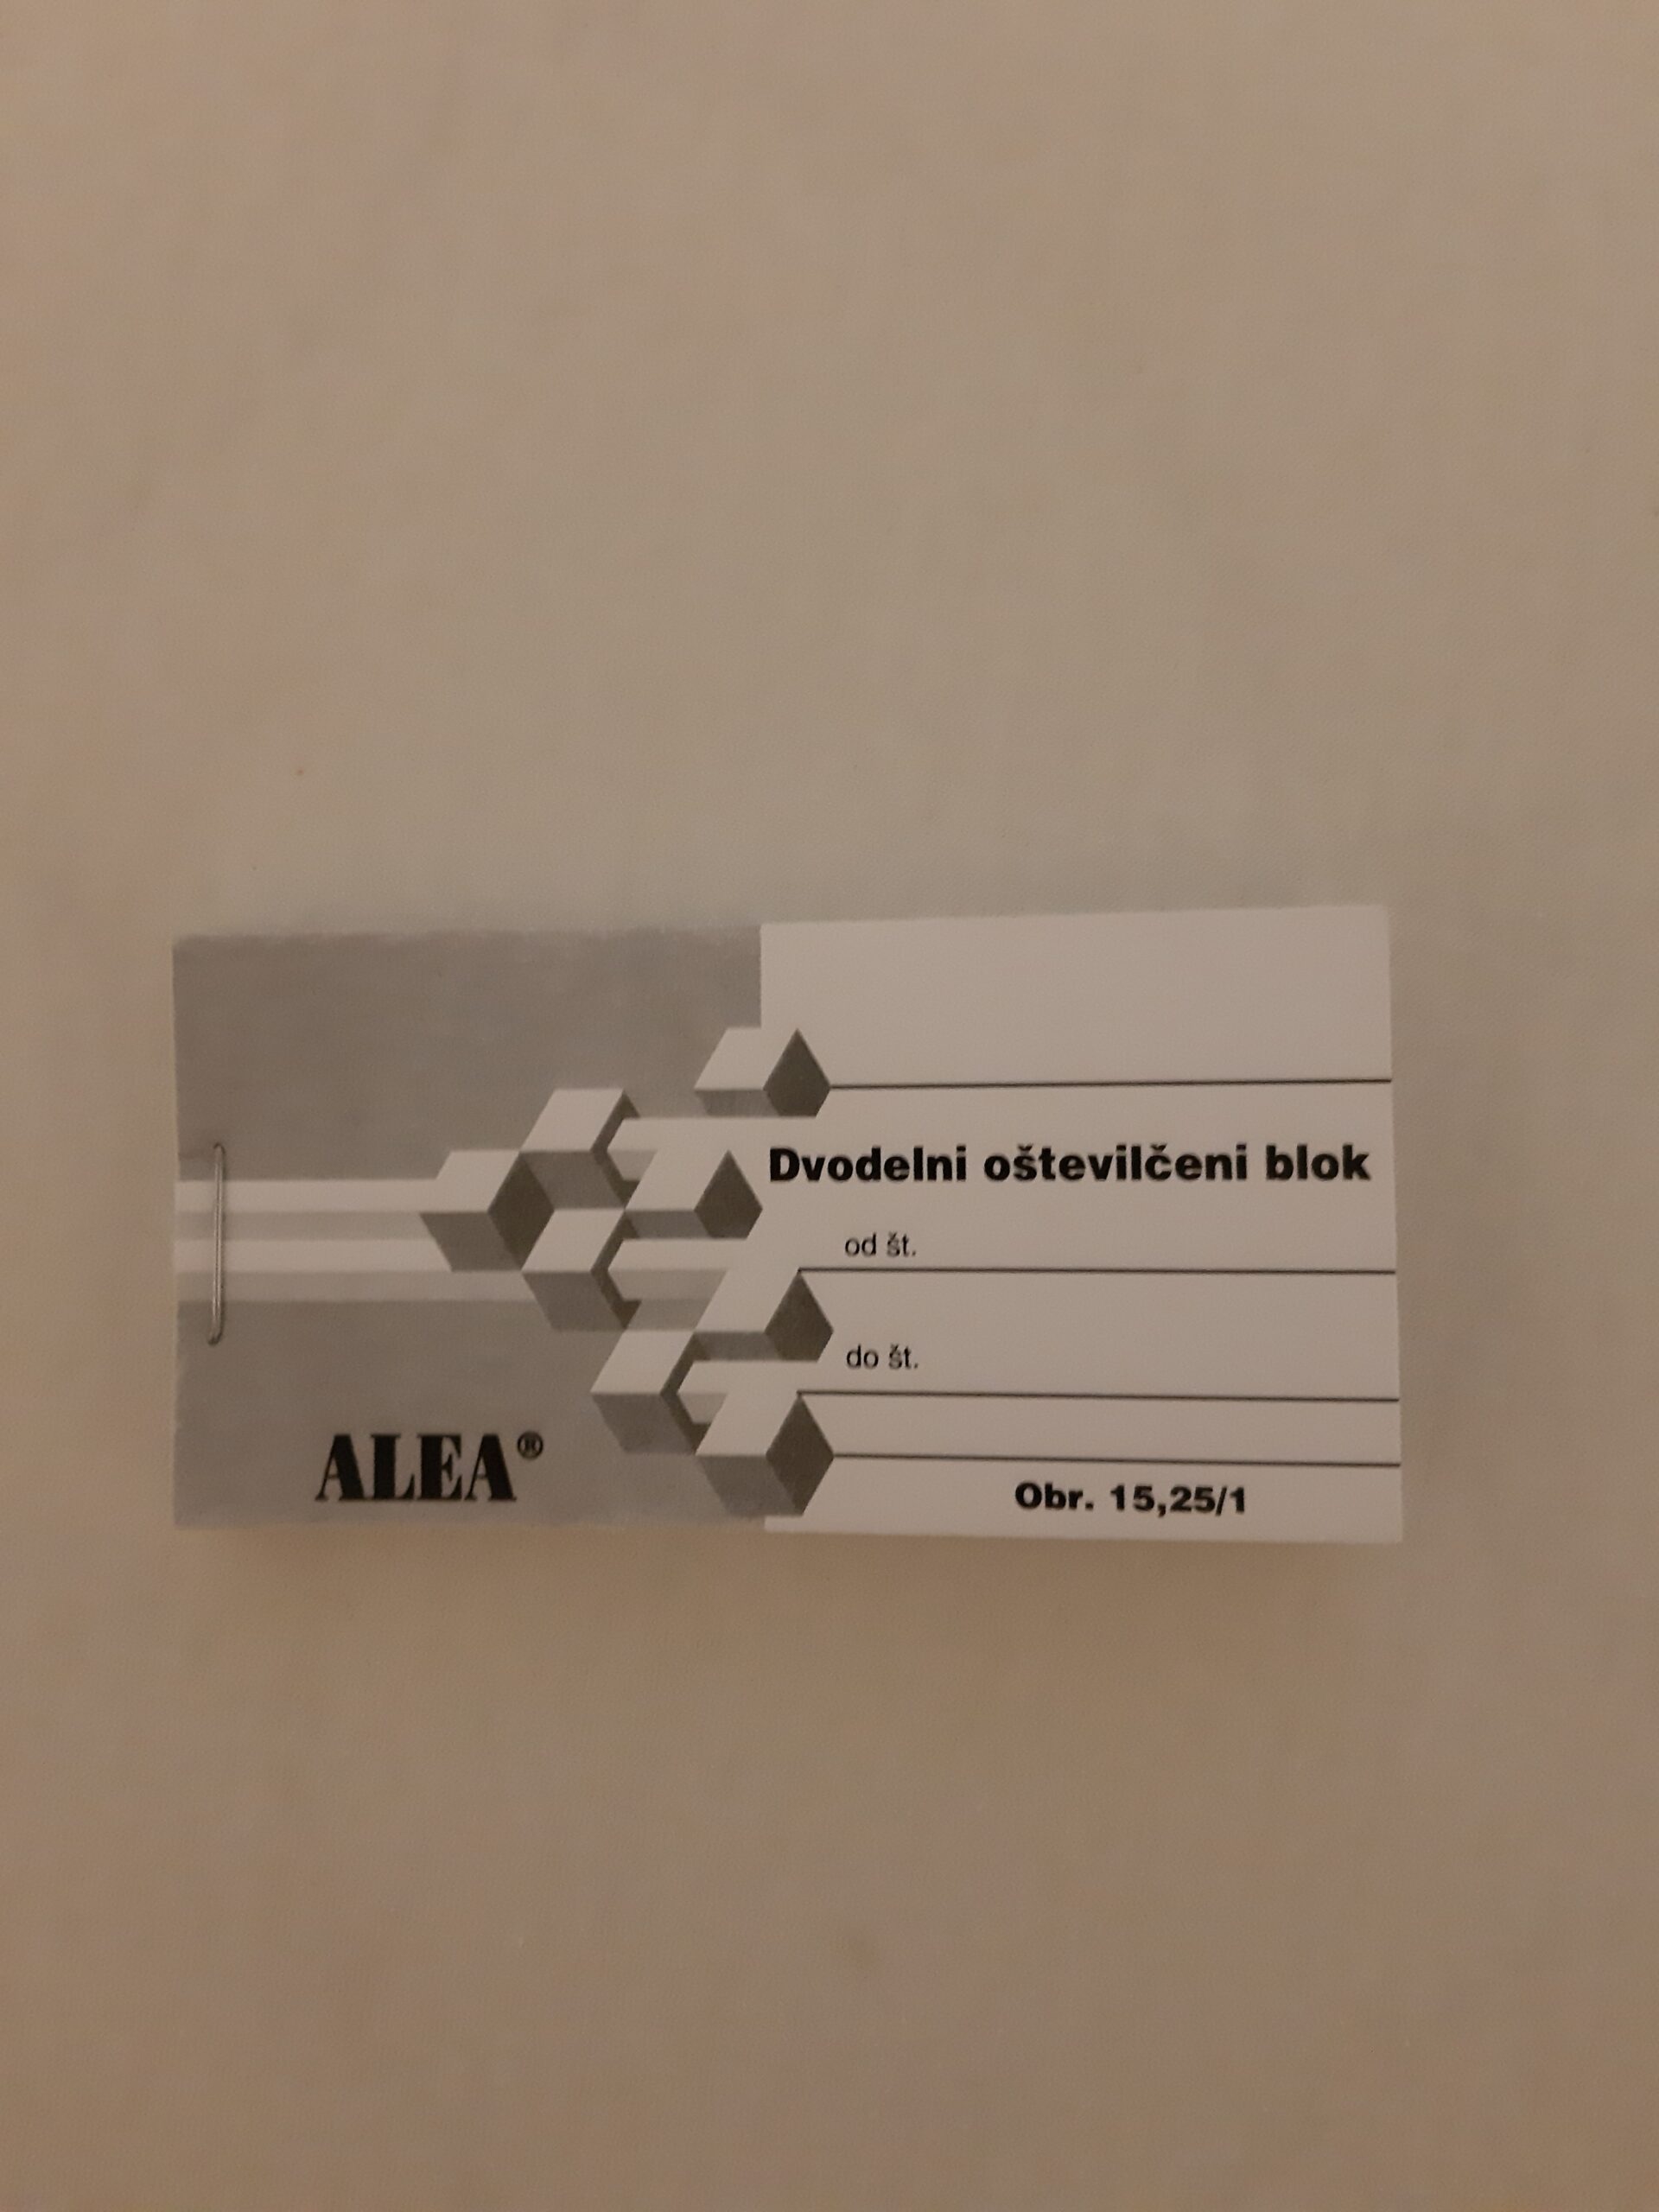 Dvodelni oštevilčeni blok
od št.
do št.
ALEA®
Obr. 15,25/1